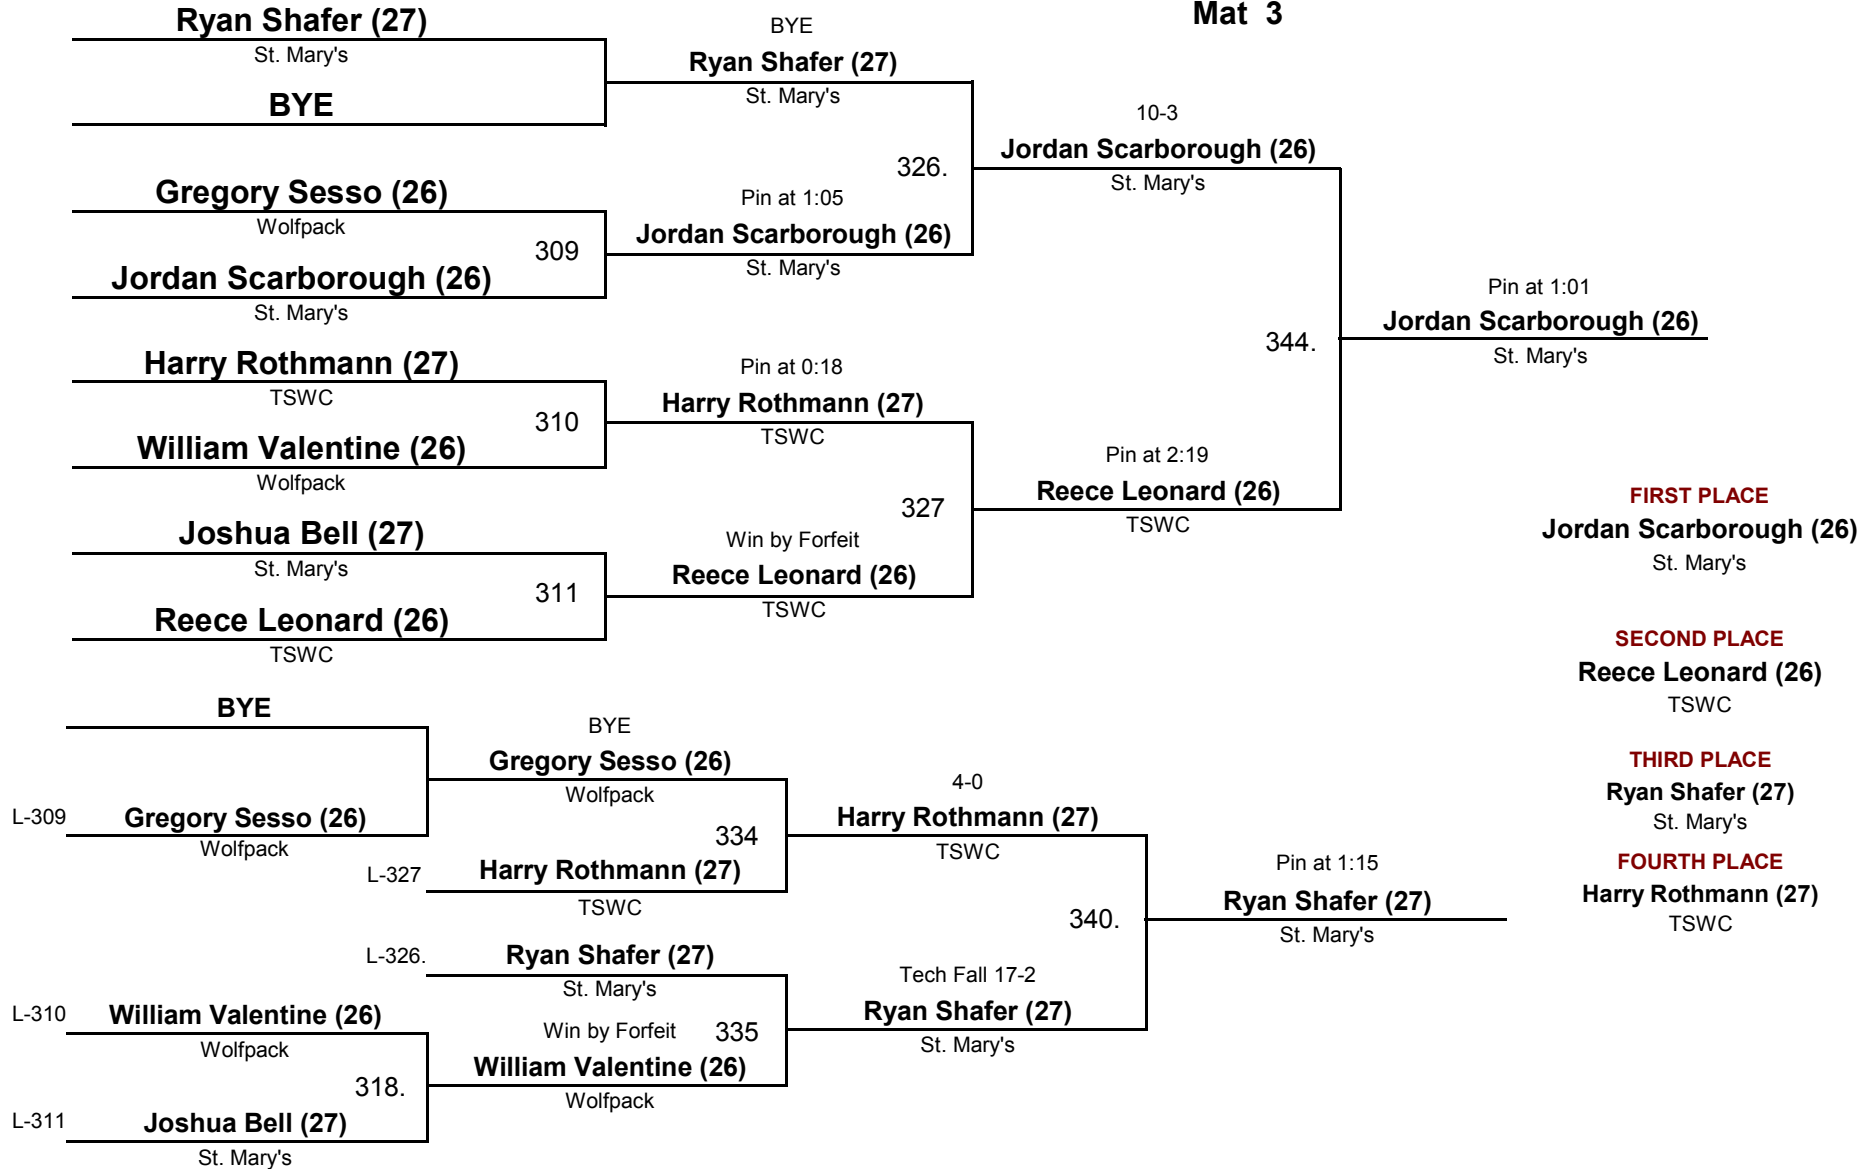 Mat 3
Ryan Shafer (27)
St. Mary's
BYE
Gregory Sesso (26)
Wolfpack
309
Jordan Scarborough (26)
St. Mary's
Harry Rothmann (27)
TSWC
310
William Valentine (26)
Wolfpack
Joshua Bell (27)
St. Mary's
311
Reece Leonard (26)
TSWC
BYE
Ryan Shafer (27)
St. Mary's
326.
Pin at 1:05
Jordan Scarborough (26)
St. Mary's
Pin at 0:18
Harry Rothmann (27)
TSWC
327
Win by Forfeit
Reece Leonard (26)
TSWC
10-3
Jordan Scarborough (26)
St. Mary's
344.
Pin at 2:19
Reece Leonard (26)
TSWC
Pin at 1:01
Jordan Scarborough (26)
St. Mary's
FIRST PLACE
Jordan Scarborough (26)
St. Mary's
SECOND PLACE
Reece Leonard (26)
TSWC
THIRD PLACE
Ryan Shafer (27)
St. Mary's
FOURTH PLACE
Harry Rothmann (27)
TSWC
BYE
L-309 Gregory Sesso (26)
Wolfpack
L-310 William Valentine (26)
Wolfpack
318.
L-311 Joshua Bell (27)
St. Mary's
BYE
Gregory Sesso (26)
Wolfpack
334
L-327 Harry Rothmann (27)
TSWC
L-326. Ryan Shafer (27)
St. Mary's
Win by Forfeit 335
William Valentine (26)
Wolfpack
4-0
Harry Rothmann (27)
TSWC
340.
Tech Fall 17-2
Ryan Shafer (27)
St. Mary's
Pin at 1:15
Ryan Shafer (27)
St. Mary's